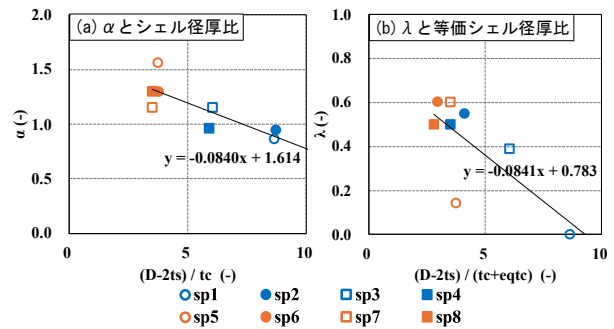 (a) αとシェル径厚比
2.0
1.5
1.0
0.5
0.0
α (-)
y = -0.0840x + 1.614
0
5
10
(D-2ts) / tc (-)
(b) λと等価シェル径厚比
1.0
0.8
0.6
0.4
0.2
0.0
λ (-)
y = -0.0841x + 0.783
0
5
10
(D-2ts) / (tc+eqtc) (-)
sp1 sp2 sp3 sp4
sp5 sp6 sp7 sp8